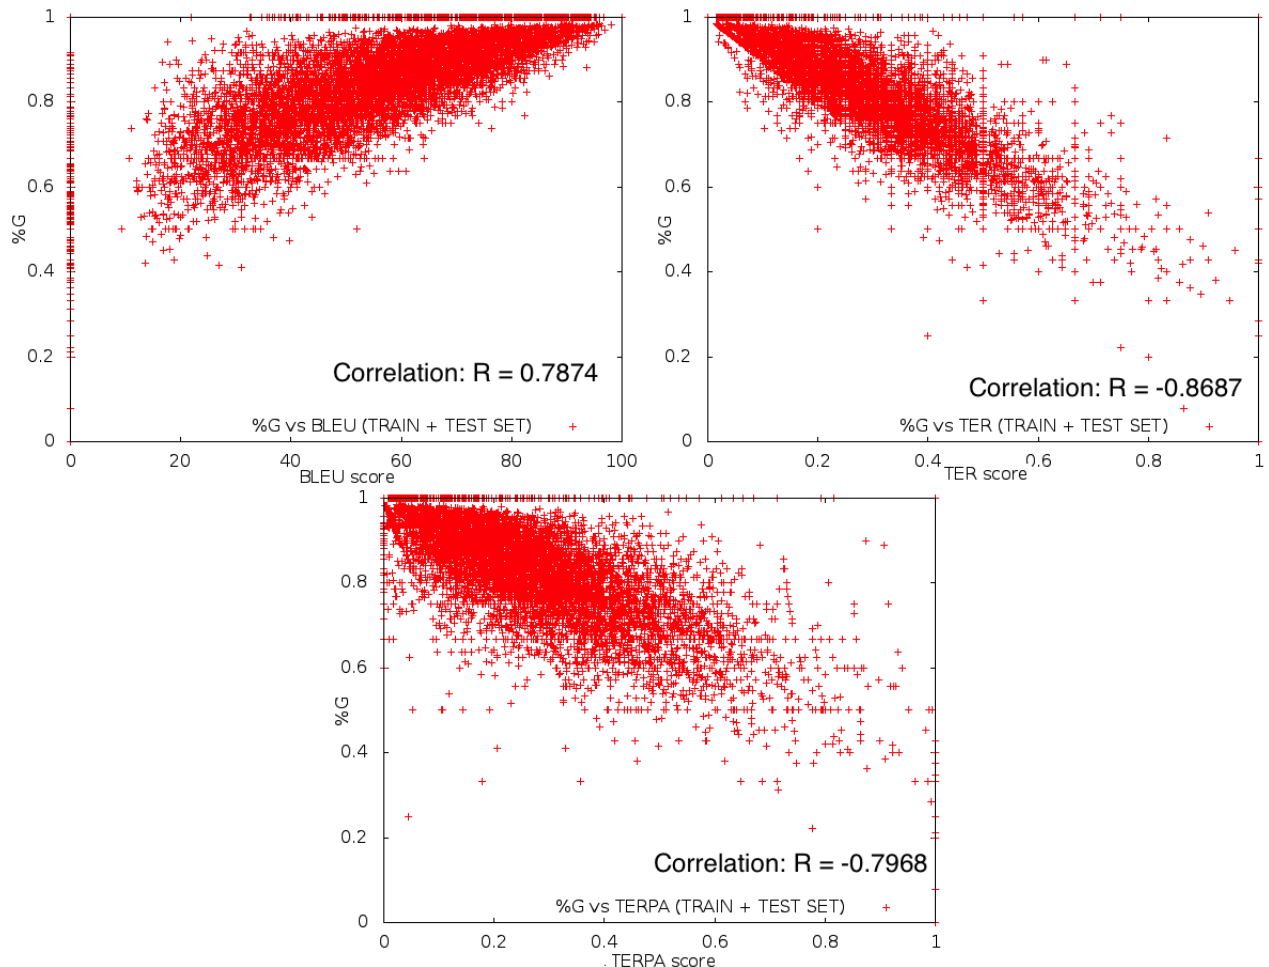 1
0.8
0.6
0.4
0.2
0
%G
Correlation: R = 0.7874
%G vs BLEU (TRAIN + TEST SET)
0 20 40 60 80 100
BLEU score
1
0.8
0.6
0.4
0.2
0
%G
Correlation: R = -0.8687
%G vs TER (TRAIN + TEST SET)
0 0.2 0.4 0.6 0.8 1
TER score
1
0.8
0.6
0.4
0.2
0
%G
Correlation: R = -0.7968
%G vs TERPA (TRAIN + TEST SET)
0 0.2 0.4 0.6 0.8 1
. TERPA score